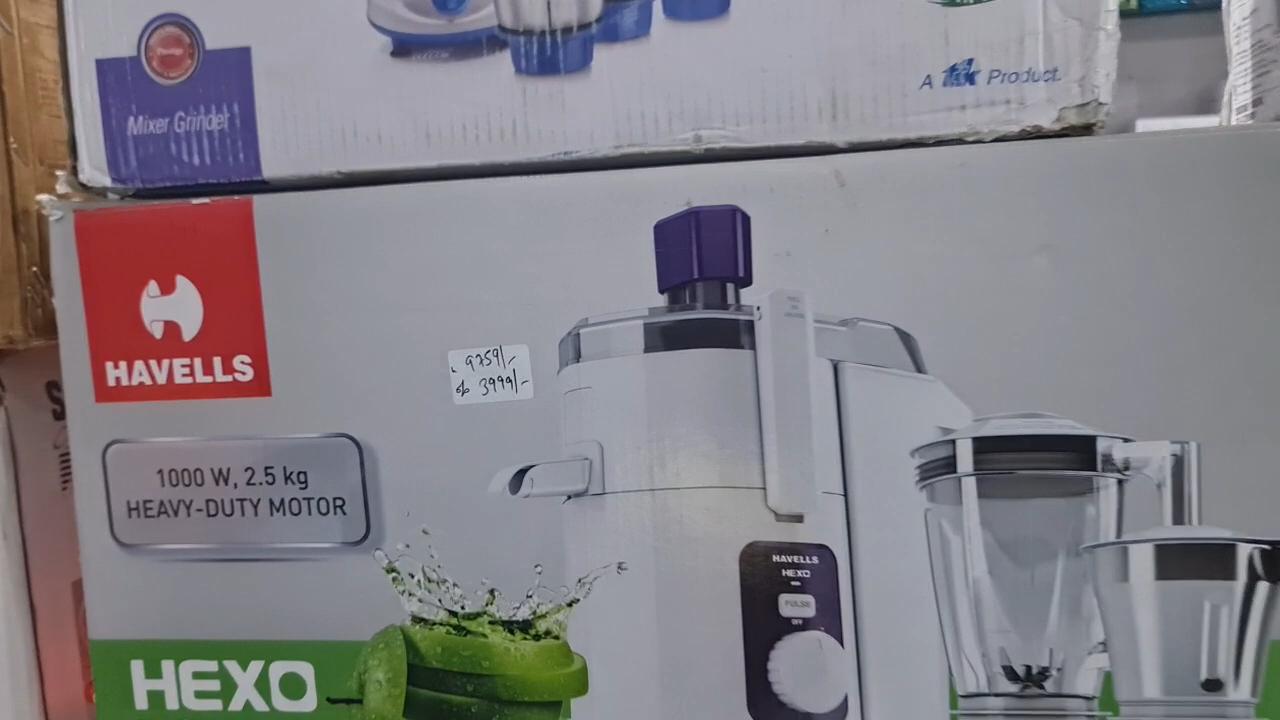 Prestige
Mixer Grinder
A TTK Product.
HAVELLS
9759/-
o/p 3999/-
1000 W, 2.5 kg
HEAVY-DUTY MOTOR
HAVELLS
HEXO
PULSE
OFF
HEXO